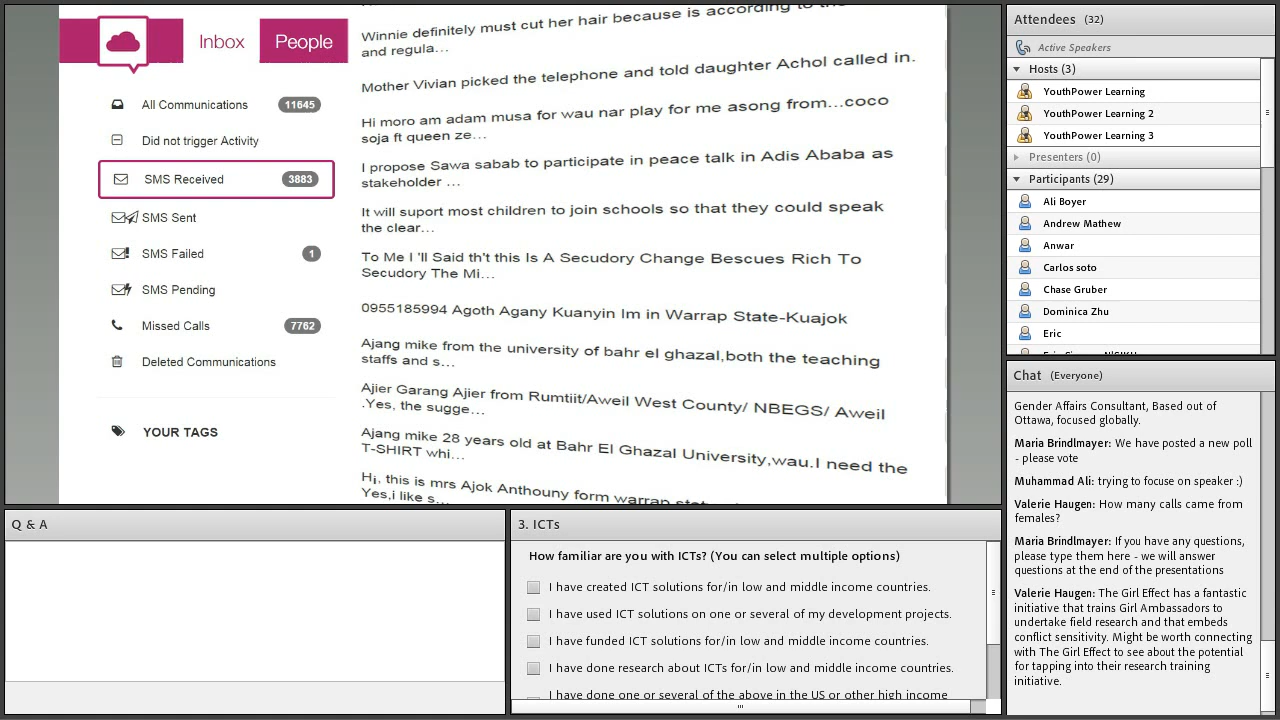 Inbox
People
All Communications 11645
Did not trigger Activity
SMS Received 3883
SMS Sent
SMS Failed 1
SMS Pending
Missed Calls 7762
Deleted Communications
YOUR TAGS
Winnie definitely must cut her hair because is according to the
and regula...
Mother Vivian picked the telephone and told daughter Achol called in.
Hi moro am adam musa for wau nar play for me asong from...coco
soja ft queen ze...
I propose Sawa sabab to participate in peace talk in Adis Ababa as
stakeholder ...
It will suport most children to join schools so that they could speak
the clear...
To Me I 'll Said th't this Is A Secudory Change Bescues Rich To
Secudory The Mi...
0955185994 Agoth Agany Kuanyin Im in Warrap State-Kuajok
Ajang mike from the university of bahr el ghazal,both the teaching
staffs and s...
Ajier Garang Ajier from Rumtiit/Aweil West County/ NBEGS/ Aweil
.Yes, the sugge...
Ajang mike 28 years old at Bahr El Ghazal University,wau.I need the
T-SHIRT whi...
Hi, this is mrs Ajok Anthouny form warrap
Yes,i like s...
Attendees (32)
Active Speakers
Hosts (3)
YouthPower Learning
YouthPower Learning 2
YouthPower Learning 3
Presenters (0)
Participants (29)
Ali Boyer
Andrew Mathew
Anwar
Carlos soto
Chase Gruber
Dominica Zhu
Eric
Chat (Everyone)
Gender Affairs Consultant, Based out of
Ottawa, focused globally.
Maria Brindlmayer: We have posted a new poll
- please vote
Muhammad Ali: trying to focus on speaker :)
Valerie Haugen: How many calls came from
females?
Maria Brindlmayer: If you have any questions,
please type them here - we will answer
questions at the end of the presentations
Valerie Haugen: The Girl Effect has a fantastic
initiative that trains Girl Ambassadors to
undertake field research and that embeds
conflict sensitivity. Might be worth connecting
with The Girl Effect to see about the potential
for tapping into their research training
initiative.
Q & A
3. ICTs
How familiar are you with ICTs? (You can select multiple options)
I have created ICT solutions for/in low and middle income countries.
I have used ICT solutions on one or several of my development projects.
I have funded ICT solutions for/in low and middle income countries.
I have done research about ICTs for/in low and middle income countries.
I have done one or several of the above in the US or other high income